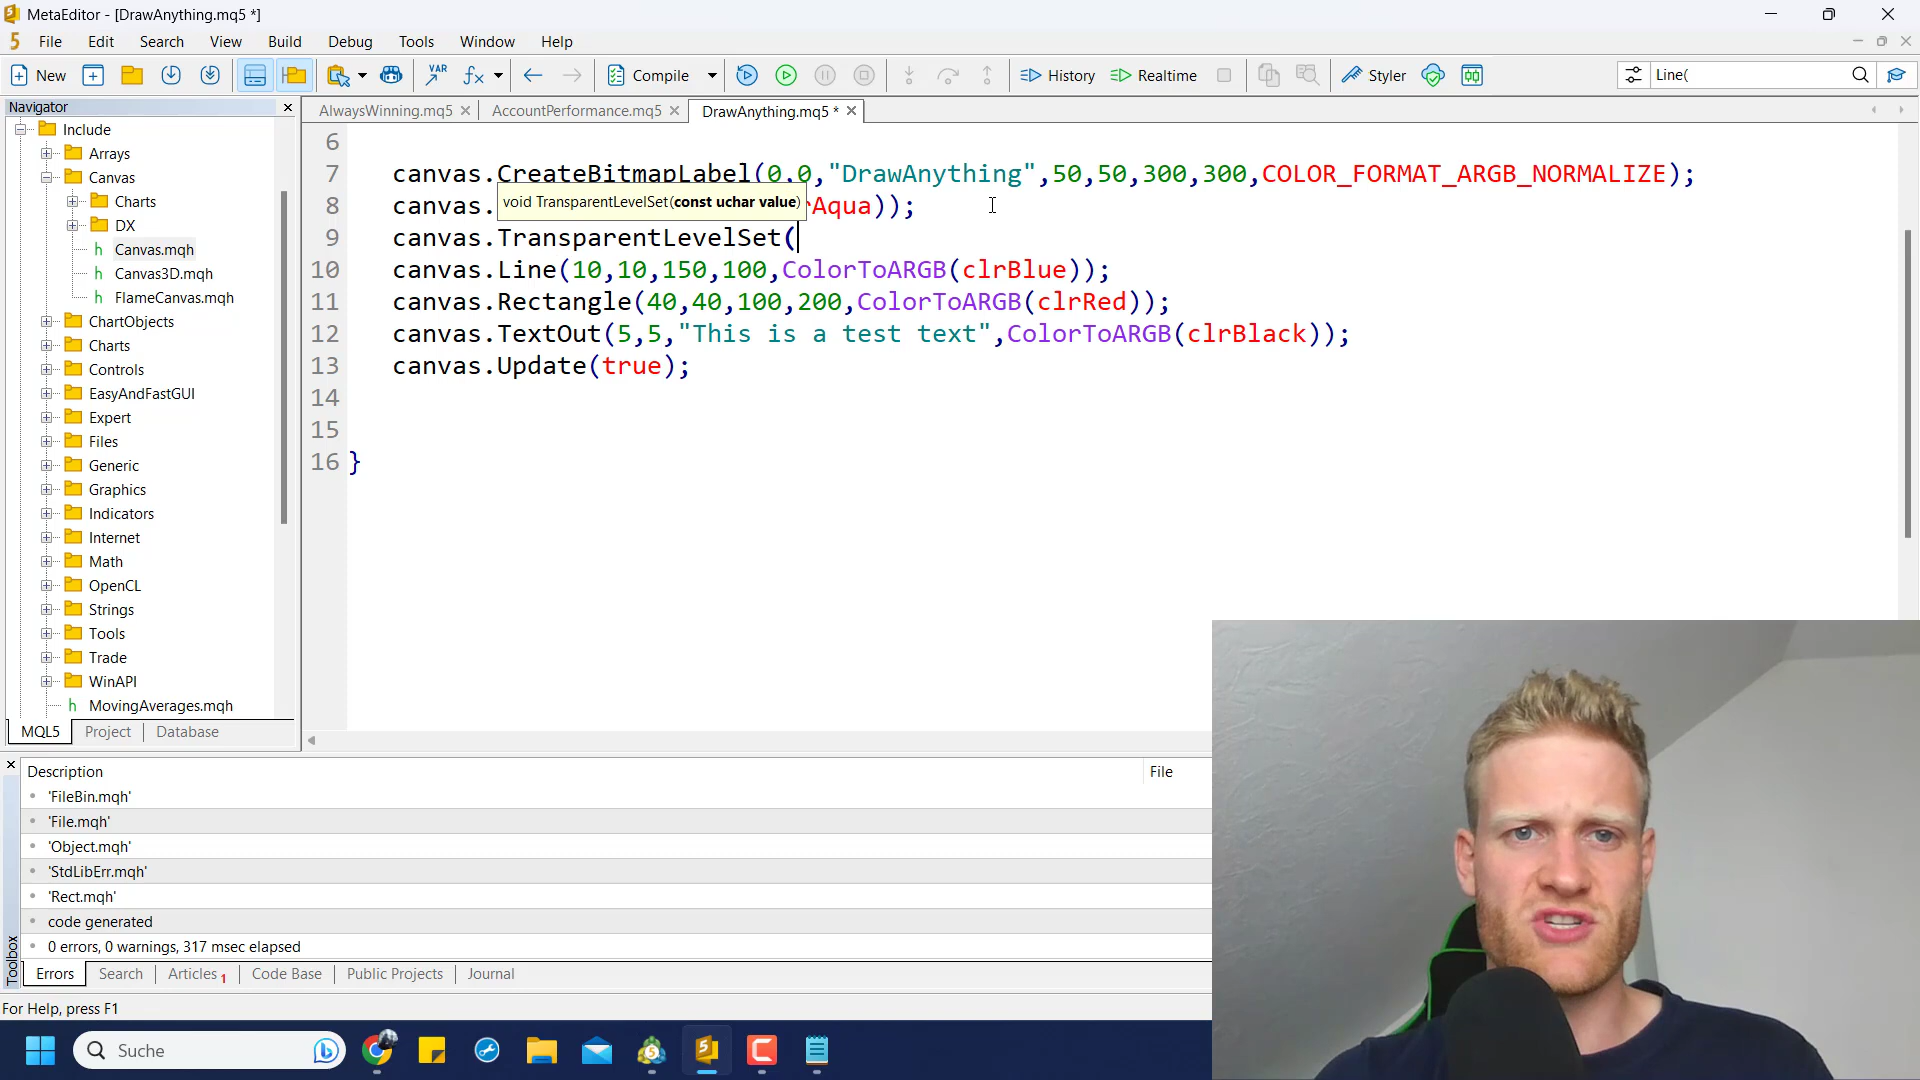 MetaEditor - [DrawAnything.mq5 *]
5 File Edit Search View Build Debug Tools Window Help
New VAR fx Compile History Realtime Styler Line(
Navigator
AlwaysWinning.mq5 AccountPerformance.mq5 DrawAnything.mq5 *
Include
Arrays
Canvas
Charts
DX
h Canvas.mqh
h Canvas3D.mqh
h FlameCanvas.mqh
ChartObjects
Charts
Controls
EasyAndFastGUI
Expert
Files
Generic
Graphics
Indicators
Internet
Math
OpenCL
Strings
Tools
Trade
WinAPI
h MovingAverages.mqh
MQL5 Project Database
6
7 canvas.CreateBitmapLabel(0,0,"DrawAnything",50,50,300,300,COLOR_FORMAT_ARGB_NORMALIZE);
void TransparentLevelSet(const uchar value)
8 canvas. Aqua));
9 canvas.TransparentLevelSet(
10 canvas.Line(10,10,150,100,ColorToARGB(clrBlue));
11 canvas.Rectangle(40,40,100,200,ColorToARGB(clrRed));
12 canvas.TextOut(5,5,"This is a test text",ColorToARGB(clrBlack));
13 canvas.Update(true);
14
15
16 }
Description File
'FileBin.mqh'
'File.mqh'
'Object.mqh'
'StdLibErr.mqh'
'Rect.mqh'
code generated
0 errors, 0 warnings, 317 msec elapsed
Toolbox
Errors Search Articles 1 Code Base Public Projects Journal
For Help, press F1
Suche